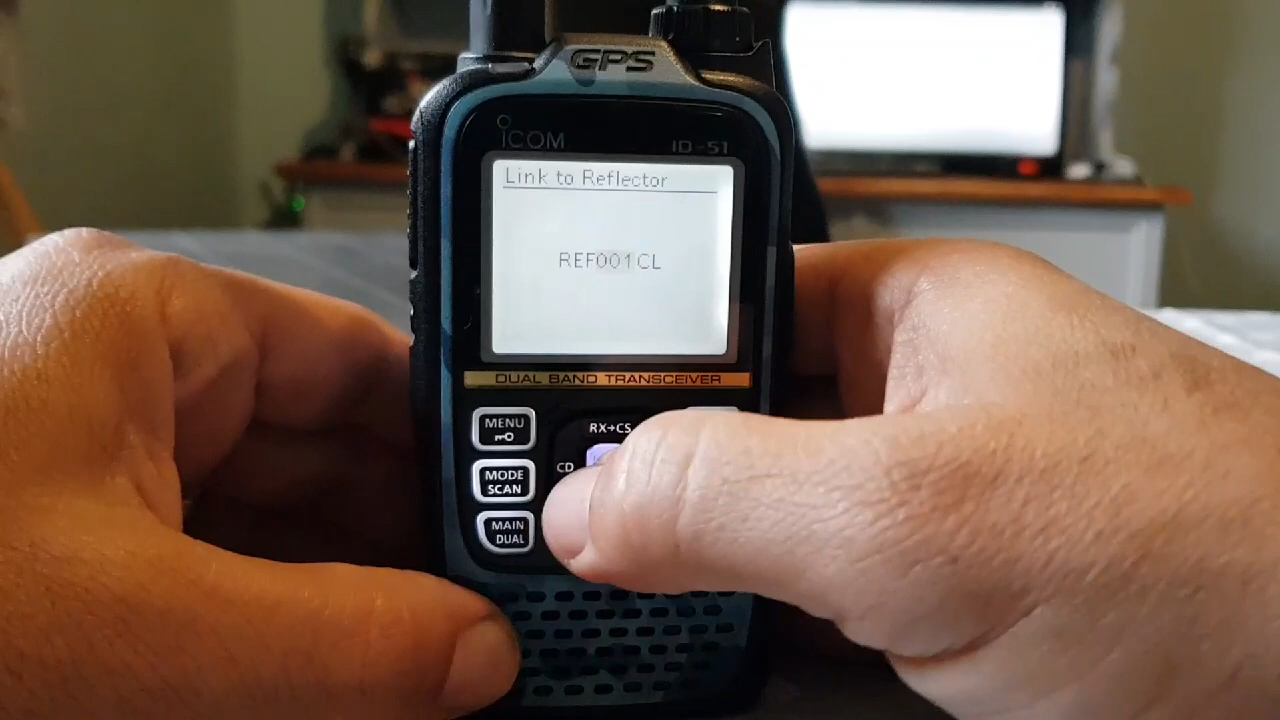 GPS
ICOM
ID-51
Link to Reflector
REF001CL
DUAL BAND TRANSCEIVER
MENU
RX→CS
CD
MODE
SCAN
MAIN
DUAL